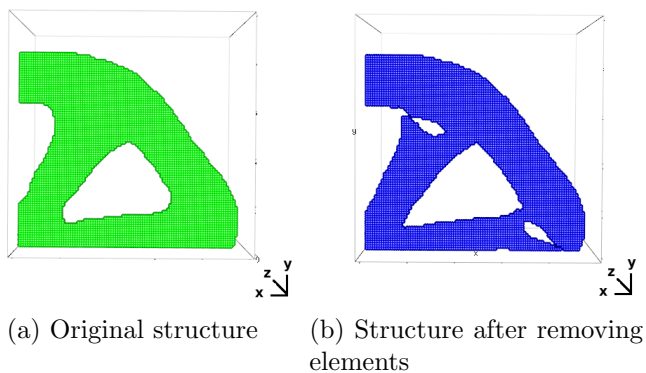 y
x
z
y
x
z
y
x
(a) Original structure
(b) Structure after removing
elements